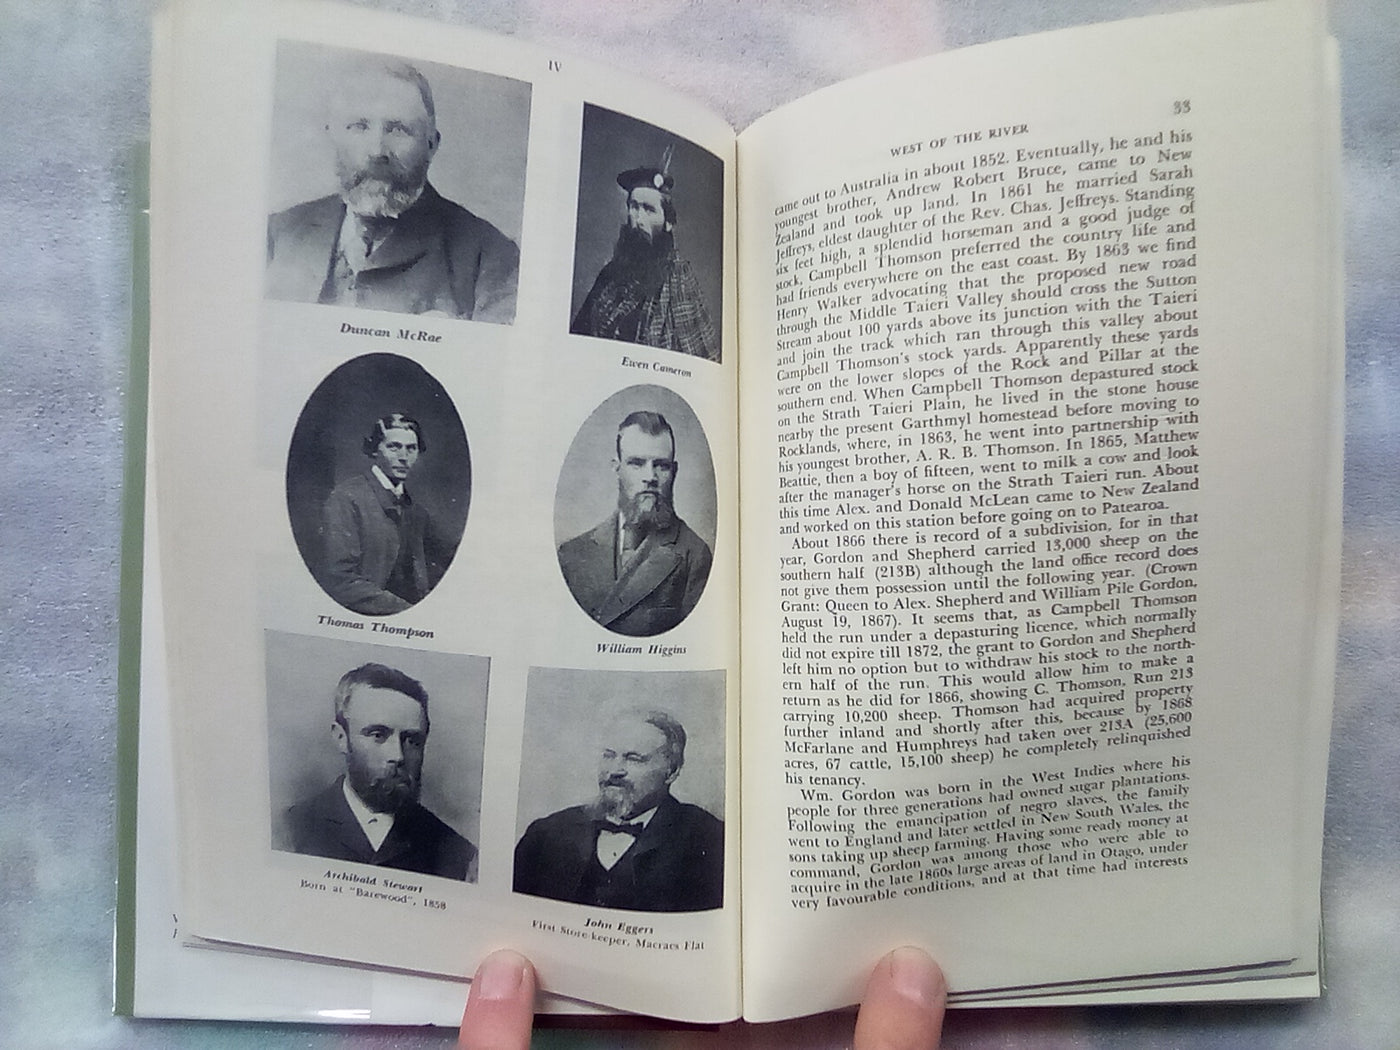 IV
Duncan McRae
Ewen Cameron
Thomas Thompson
William Higgins
Archibald Stewart
Born at "Barewood", 1858
John Eggers
First Store-keeper, Macraes Flat
WEST OF THE RIVER
33
came out to Australia in about 1852. Eventually, he and his
youngest brother, Andrew Robert Bruce, came to New
Zealand and took up land. In 1861 he married Sarah
Jeffreys, eldest daughter of the Rev. Chas. Jeffreys. Standing
six feet high, a splendid horseman and a good judge of
stock, Campbell Thomson preferred the country life and
had friends everywhere on the east coast. By 1863 we find
Henry Walker advocating that the proposed new road
through the Middle Taieri Valley should cross the Sutton
Stream about 100 yards above its junction with the Taieri
and join the track which ran through this valley about
Campbell Thomson's stock yards. Apparently these yards
were on the lower slopes of the Rock and Pillar at the
southern end. When Campbell Thomson depastured stock
on the Strath Taieri Plain, he lived in the stone house
nearby the present Garthmyl homestead before moving to
Rocklands, where, in 1863, he went into partnership with
his youngest brother, A. R. B. Thomson. In 1865, Matthew
Beattie, then a boy of fifteen, went to milk a cow and look
after the manager's horse on the Strath Taieri run. About
this time Alex. and Donald McLean came to New Zealand
and worked on this station before going on to Patearoa.
About 1866 there is record of a subdivision, for in that
year, Gordon and Shepherd carried 13,000 sheep on the
southern half (213B) although the land office record does
not give them possession until the following year. (Crown
Grant: Queen to Alex. Shepherd and William Pile Gordon,
August 19, 1867). It seems that, as Campbell Thomson
held the run under a depasturing licence, which normally
did not expire till 1872, the grant to Gordon and Shepherd
left him no option but to withdraw his stock to the north-
ern half of the run. This would allow him to make a
return as he did for 1866, showing C. Thomson, Run 213
carrying 10,200 sheep. Thomson had acquired property
further inland and shortly after this, because by 1868
McFarlane and Humphreys had taken over 213A (25,600
acres, 67 cattle, 15,100 sheep) he completely relinquished
his tenancy.
Wm. Gordon was born in the West Indies where his
people for three generations had owned sugar plantations.
Following the emancipation of negro slaves, the family
went to England and later settled in New South Wales, the
sons taking up sheep farming. Having some ready money at
command, Gordon was among those who were able to
acquire in the late 1860s large areas of land in Otago, under
very favourable conditions, and at that time had interests